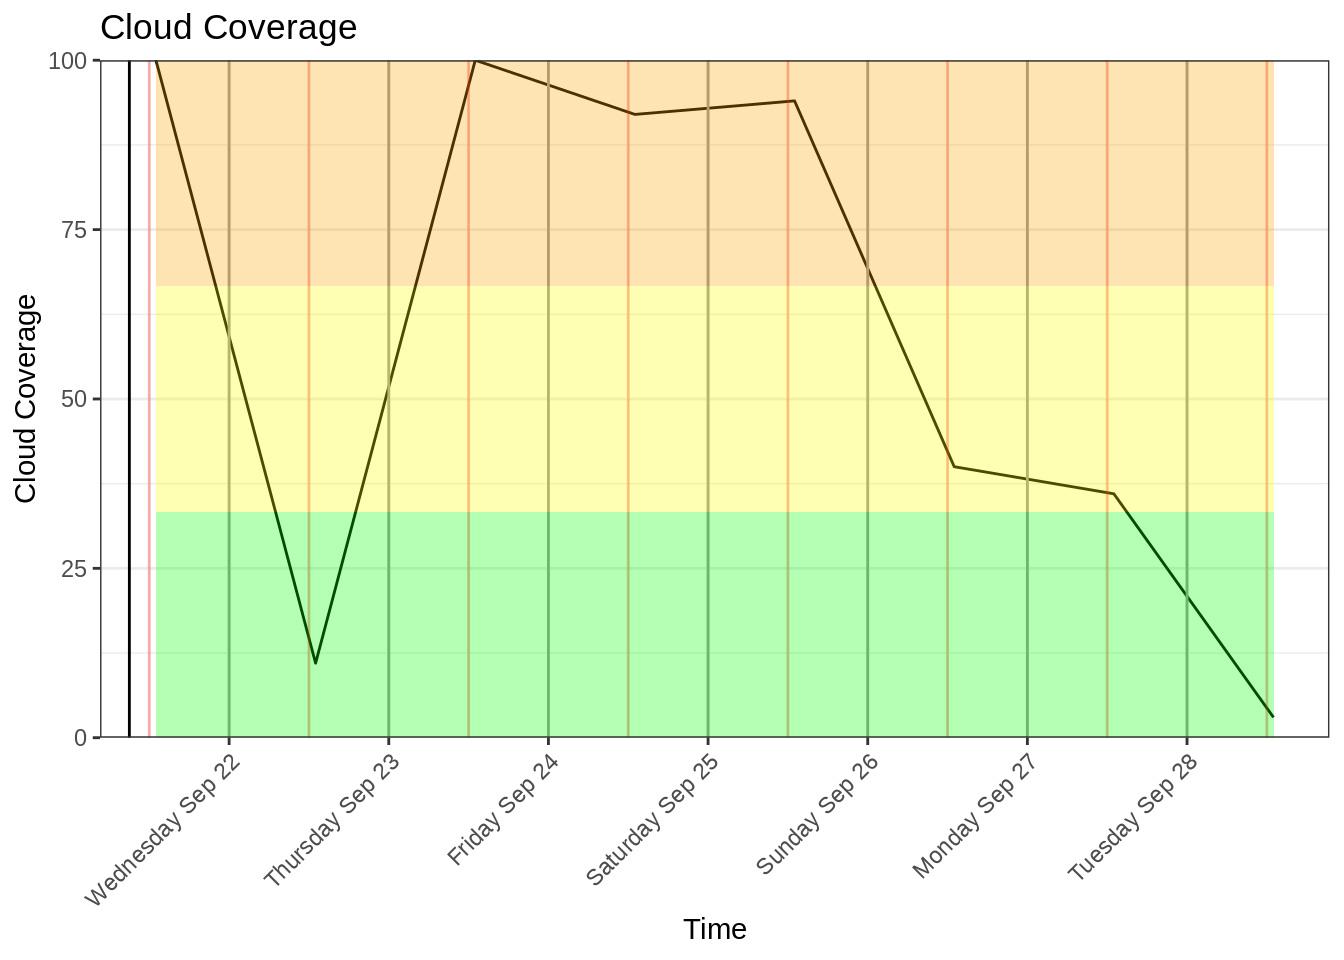 Cloud Coverage
100
75
50
25
0
Cloud Coverage
Wednesday Sep 22
Thursday Sep 23
Friday Sep 24
Saturday Sep 25
Sunday Sep 26
Monday Sep 27
Tuesday Sep 28
Time